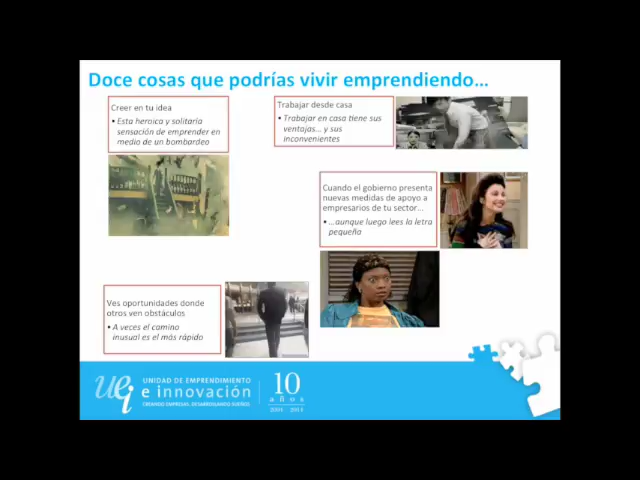 Doce cosas que podrías vivir emprendiendo...
Creer en tu idea
• Esta heroica y solitaria
sensación de emprender en
medio de un bombardeo
Trabajar desde casa
• Trabajar en casa tiene sus
ventajas... y sus
inconvenientes
Cuando el gobierno presenta
nuevas medidas de apoyo a
empresarios de tu sector...
• ...aunque luego lees la letra
pequeña
Ves oportunidades donde
otros ven obstáculos
• A veces el camino
inusual es el más rápido
uei
UNIDAD DE EMPRENDIMIENTO
e innovación
CREANDO EMPRESAS, DESARROLLANDO SUEÑOS
10
años
2004 2014